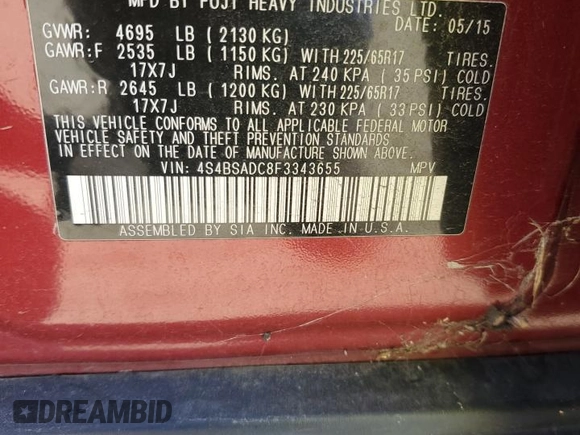 MFD BY FUJI HEAVY INDUSTRIES LTD.
DATE: 05/15
GVWR: 4695 LB (2130 KG)
GAWR:F 2535 LB (1150 KG) WITH 225/65R17 TIRES.
17X7J RIMS. AT 240 KPA (35 PSI) COLD
GAWR:R 2645 LB (1200 KG) WITH 225/65R17 TIRES.
17X7J RIMS. AT 230 KPA (33 PSI) COLD
THIS VEHICLE CONFORMS TO ALL APPLICABLE FEDERAL MOTOR
VEHICLE SAFETY AND THEFT PREVENTION STANDARDS
IN EFFECT ON THE DATE OF MANUFACTURE SHOWN ABOVE.
VIN: 4S4BSADC8F3343655 MPV
ASSEMBLED BY SIA INC. MADE IN U.S.A.
DREAMBID